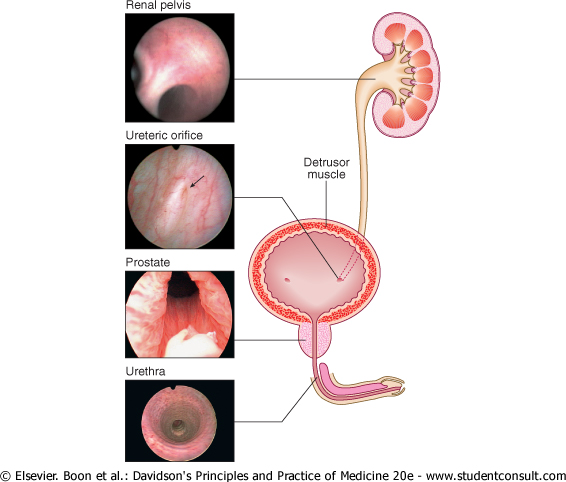 Renal pelvis
Ureteric orifice
Detrusor
muscle
Prostate
Urethra
© Elsevier. Boon et al.: Davidson's Principles and Practice of Medicine 20e - www.studentconsult.com